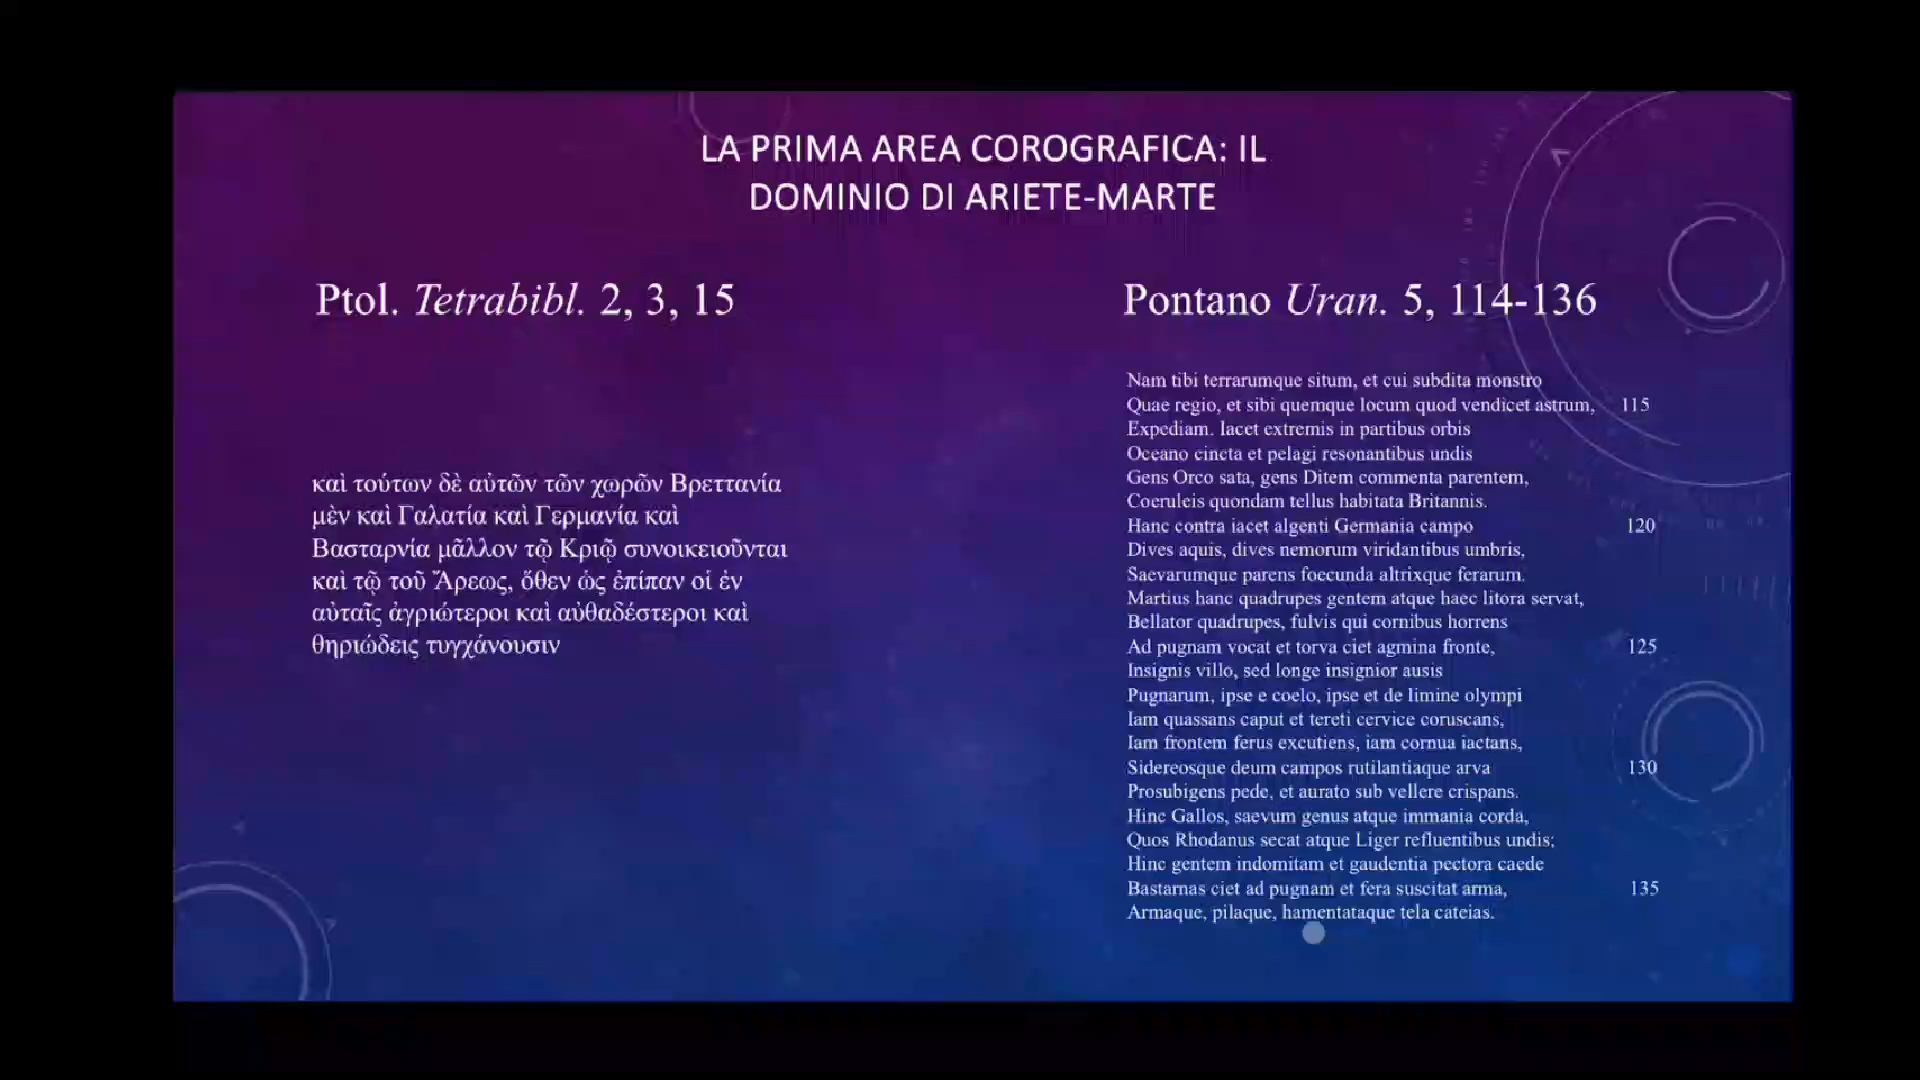 LA PRIMA AREA COROGRAFICA: IL
DOMINIO DI ARIETE-MARTE
Ptol. Tetrabibl. 2, 3, 15
καὶ τούτων δὲ αὐτῶν τῶν χωρῶν Βρεττανία
μὲν καὶ Γαλατία καὶ Γερμανία καὶ
Βασταρνία μᾶλλον τῷ Κριῷ συνοικειοῦνται
καὶ τῷ τοῦ Ἄρεως, ὅθεν ὡς ἐπίπαν οἱ ἐν
αὐταῖς ἀγριώτεροι καὶ αὐθαδέστεροι καὶ
θηριώδεις τυγχάνουσιν
Pontano Uran. 5, 114-136
Nam tibi terrarumque situm, et cui subdita monstro
Quae regio, et sibi quemque locum quod vendicet astrum, 115
Expediam. Iacet extremis in partibus orbis
Oceano cincta et pelagi resonantibus undis
Gens Orco sata, gens Ditem commenta parentem,
Coeruleis quondam tellus habitata Britannis.
Hanc contra iacet algenti Germania campo 120
Dives aquis, dives nemorum viridantibus umbris,
Saevarumque parens foecunda altrixque ferarum.
Martius hanc quadrupes gentem atque haec litora servat,
Bellator quadrupes, fulvis qui cornibus horrens
Ad pugnam vocat et torva ciet agmina fronte, 125
Insignis villo, sed longe insignior ausis
Pugnarum, ipse e coelo, ipse et de limine olympi
Iam quassans caput et tereti cervice coruscans,
Iam frontem ferus excutiens, iam cornua iactans,
Sidereosque deum campos rutilantiaque arva 130
Prosubigens pede, et aurato sub vellere crispans.
Hinc Gallos, saevum genus atque immania corda,
Quos Rhodanus secat atque Liger refluentibus undis;
Hinc gentem indomitam et gaudentia pectora caede
Bastarnas ciet ad pugnam et fera suscitat arma, 135
Armaque, pilaque, hamentataque tela cateias.